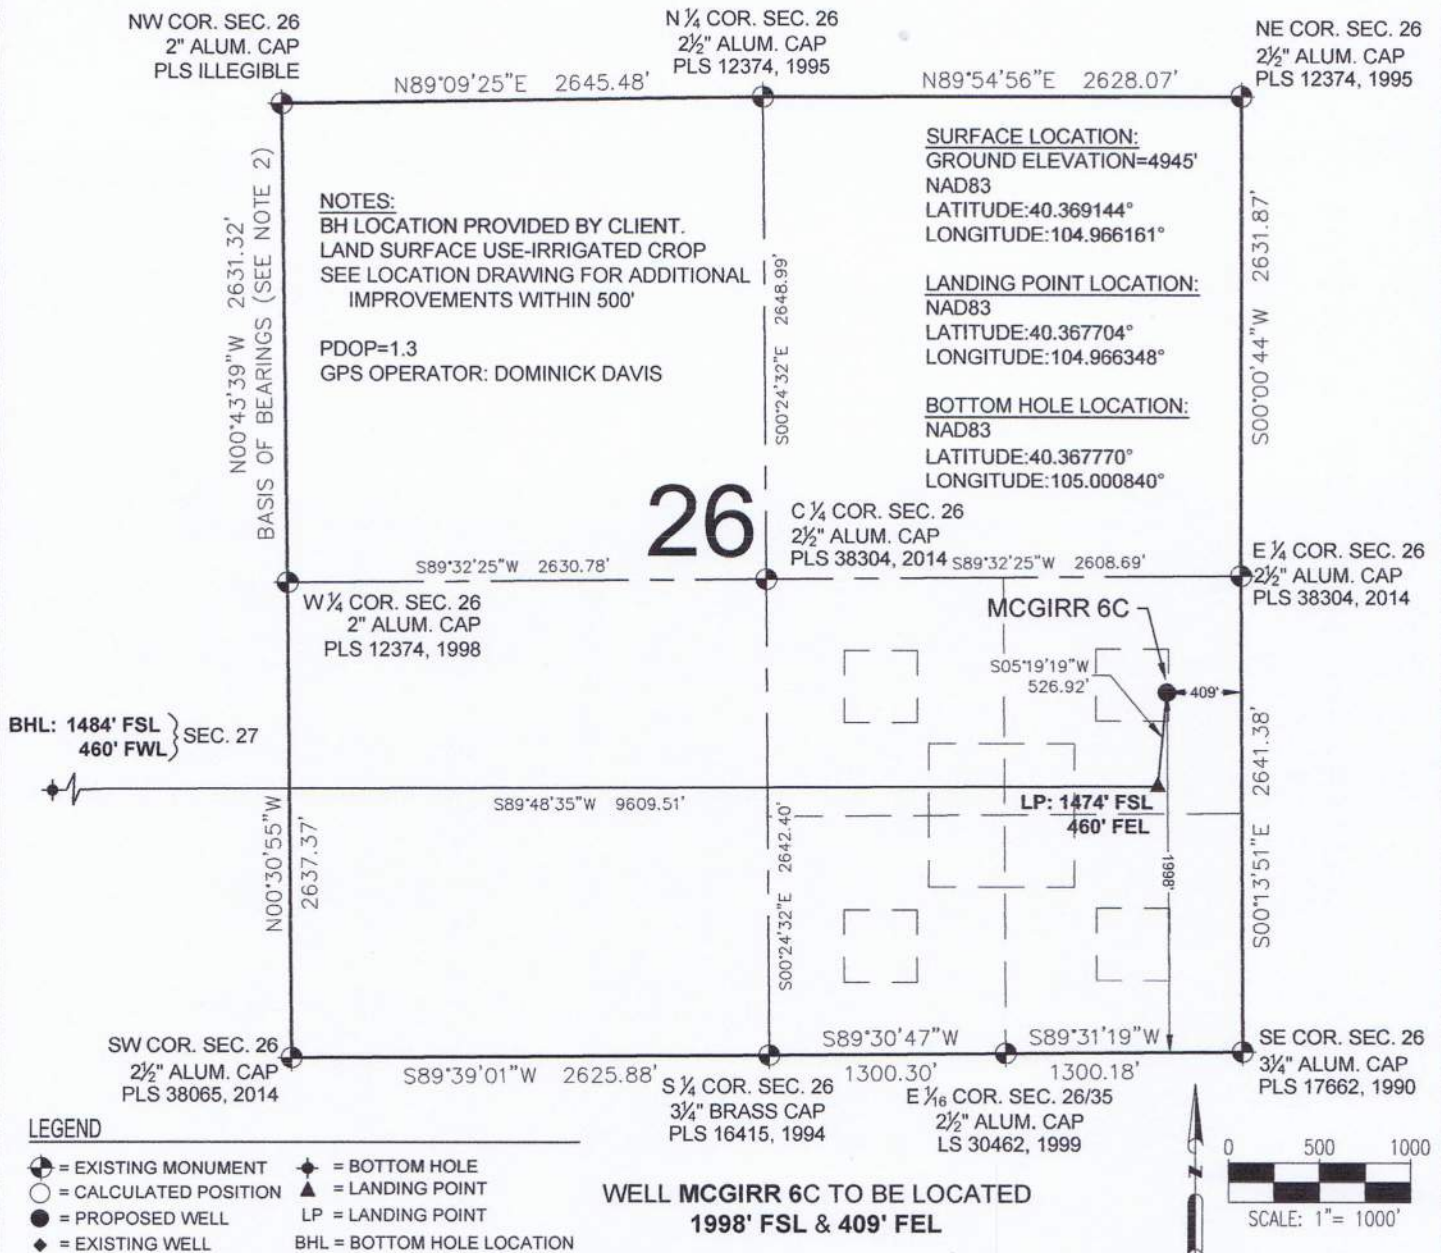 NW COR. SEC. 26
2" ALUM. CAP
PLS ILLEGIBLE
N ¼ COR. SEC. 26
2½" ALUM. CAP
PLS 12374, 1995
NE COR. SEC. 26
2½" ALUM. CAP
PLS 12374, 1995
N89°09'25"E 2645.48'
N89°54'56"E 2628.07'
N00°43'39"W 2631.32'
BASIS OF BEARINGS (SEE NOTE 2)
NOTES:
BH LOCATION PROVIDED BY CLIENT.
LAND SURFACE USE-IRRIGATED CROP
SEE LOCATION DRAWING FOR ADDITIONAL
IMPROVEMENTS WITHIN 500'
PDOP=1.3
GPS OPERATOR: DOMINICK DAVIS
S00°24'32"E 2648.99'
SURFACE LOCATION:
GROUND ELEVATION=4945'
NAD83
LATITUDE:40.369144°
LONGITUDE:104.966161°
LANDING POINT LOCATION:
NAD83
LATITUDE:40.367704°
LONGITUDE:104.966348°
BOTTOM HOLE LOCATION:
NAD83
LATITUDE:40.367770°
LONGITUDE:105.000840°
S00°00'44"W 2631.87'
26
C ¼ COR. SEC. 26
2½" ALUM. CAP
PLS 38304, 2014
S89°32'25"W 2630.78'
S89°32'25"W 2608.69'
E ¼ COR. SEC. 26
2½" ALUM. CAP
PLS 38304, 2014
W ¼ COR. SEC. 26
2" ALUM. CAP
PLS 12374, 1998
MCGIRR 6C
S05°19'19"W
526.92'
409'
BHL: 1484' FSL
460' FWL
SEC. 27
S89°48'35"W 9609.51'
LP: 1474' FSL
460' FEL
1998'
N00°30'55"W
2637.37'
S00°24'32"E 2642.40'
S00°13'51"E 2641.38'
SW COR. SEC. 26
2½" ALUM. CAP
PLS 38065, 2014
S89°39'01"W 2625.88'
S ¼ COR. SEC. 26
3¼" BRASS CAP
PLS 16415, 1994
S89°30'47"W
1300.30'
S89°31'19"W
1300.18'
E 1⁄16 COR. SEC. 26/35
2½" ALUM. CAP
LS 30462, 1999
SE COR. SEC. 26
3¼" ALUM. CAP
PLS 17662, 1990
LEGEND
= EXISTING MONUMENT
= CALCULATED POSITION
= PROPOSED WELL
= EXISTING WELL
= BOTTOM HOLE
= LANDING POINT
LP = LANDING POINT
BHL = BOTTOM HOLE LOCATION
WELL MCGIRR 6C TO BE LOCATED
1998' FSL & 409' FEL
N
0 500 1000
SCALE: 1"= 1000'